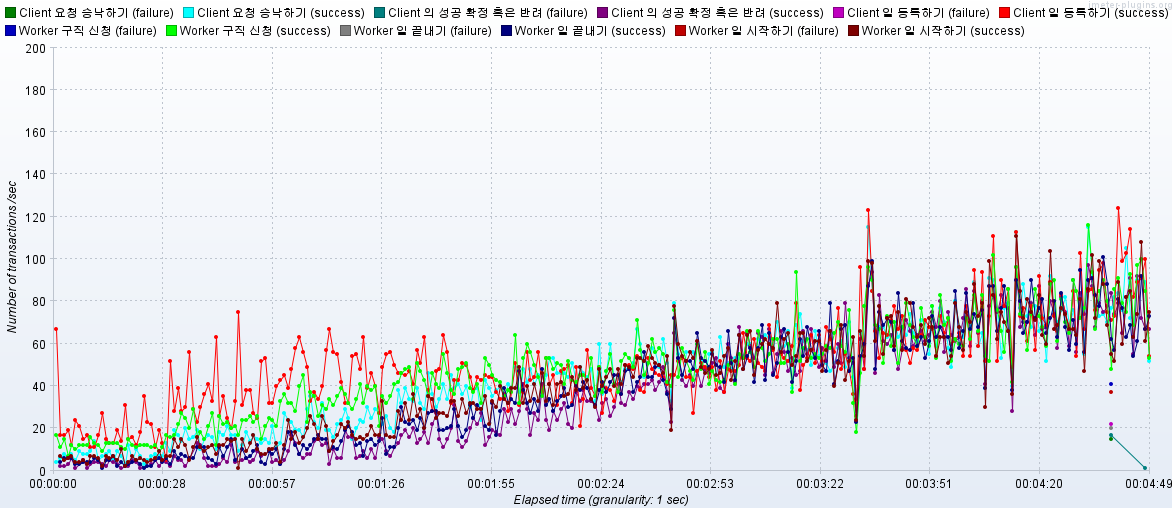 jmeter-plugins.org
Client 요청 승낙하기 (failure) Client 요청 승낙하기 (success) Client 의 성공 확정 혹은 반려 (failure) Client 의 성공 확정 혹은 반려 (success) Client 일 등록하기 (failure) Client 일 등록하기 (success)
Worker 구직 신청 (failure) Worker 구직 신청 (success) Worker 일 끝내기 (failure) Worker 일 끝내기 (success) Worker 일 시작하기 (failure) Worker 일 시작하기 (success)
Number of transactions /sec
200
180
160
140
120
100
80
60
40
20
0
00:00:00 00:00:28 00:00:57 00:01:26 00:01:55 00:02:24 00:02:53 00:03:22 00:03:51 00:04:20 00:04:49
Elapsed time (granularity: 1 sec)